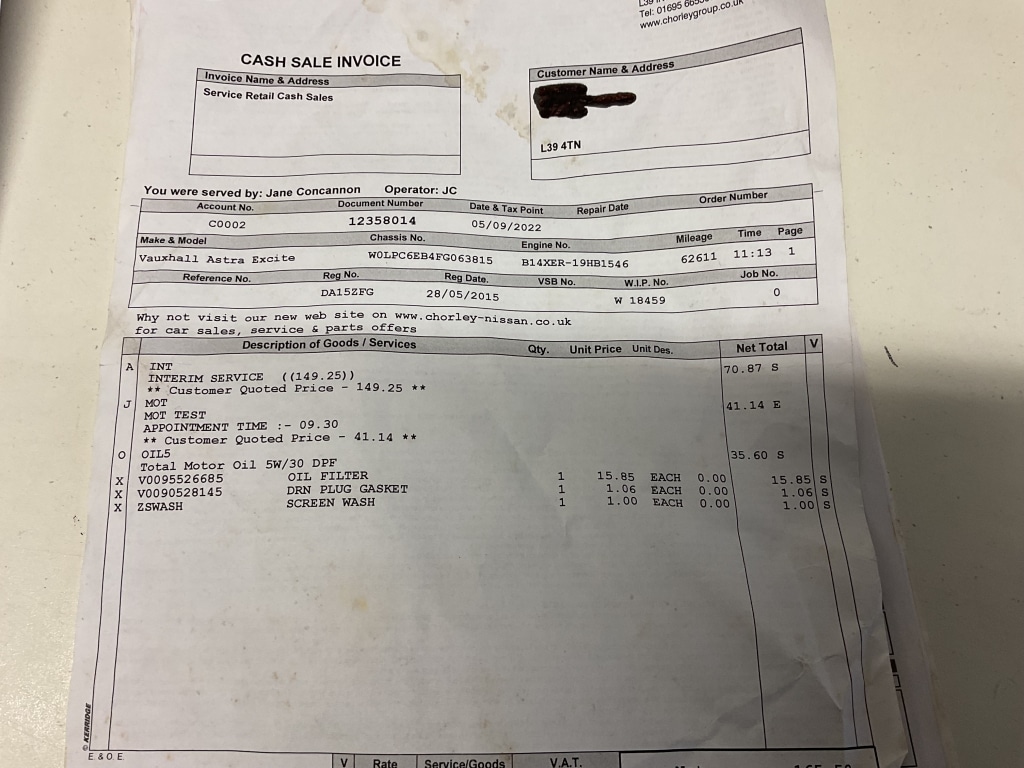 Tel: 01695
www.chorleygroup.co.uk
CASH SALE INVOICE
Invoice Name & Address
Service Retail Cash Sales
Customer Name & Address
L39 4TN
You were served by: Jane Concannon Operator: JC
Account No. Document Number Date & Tax Point Repair Date Order Number
C0002 12358014 05/09/2022
Make & Model Chassis No. Engine No. Mileage Time Page
Vauxhall Astra Excite W0LPC6EB4FG063815 B14XER-19HB1546 62611 11:13 1
Reference No. Reg No. Reg Date. VSB No. W.I.P. No. Job No.
DA15ZFG 28/05/2015 W 18459 0
Why not visit our new web site on www.chorley-nissan.co.uk
for car sales, service & parts offers
Description of Goods / Services Qty. Unit Price Unit Des. Net Total V
A INT 70.87 S
INTERIM SERVICE ((149.25))
** Customer Quoted Price - 149.25 **
J MOT 41.14 E
MOT TEST
APPOINTMENT TIME :- 09.30
** Customer Quoted Price - 41.14 **
O OIL5 35.60 S
Total Motor Oil 5W/30 DPF
X V0095526685 OIL FILTER 1 15.85 EACH 0.00 15.85 S
X V0090528145 DRN PLUG GASKET 1 1.06 EACH 0.00 1.06 S
X ZSWASH SCREEN WASH 1 1.00 EACH 0.00 1.00 S
© KERRIDGE
E. & O. E.
V Rate Service/Goods V.A.T.